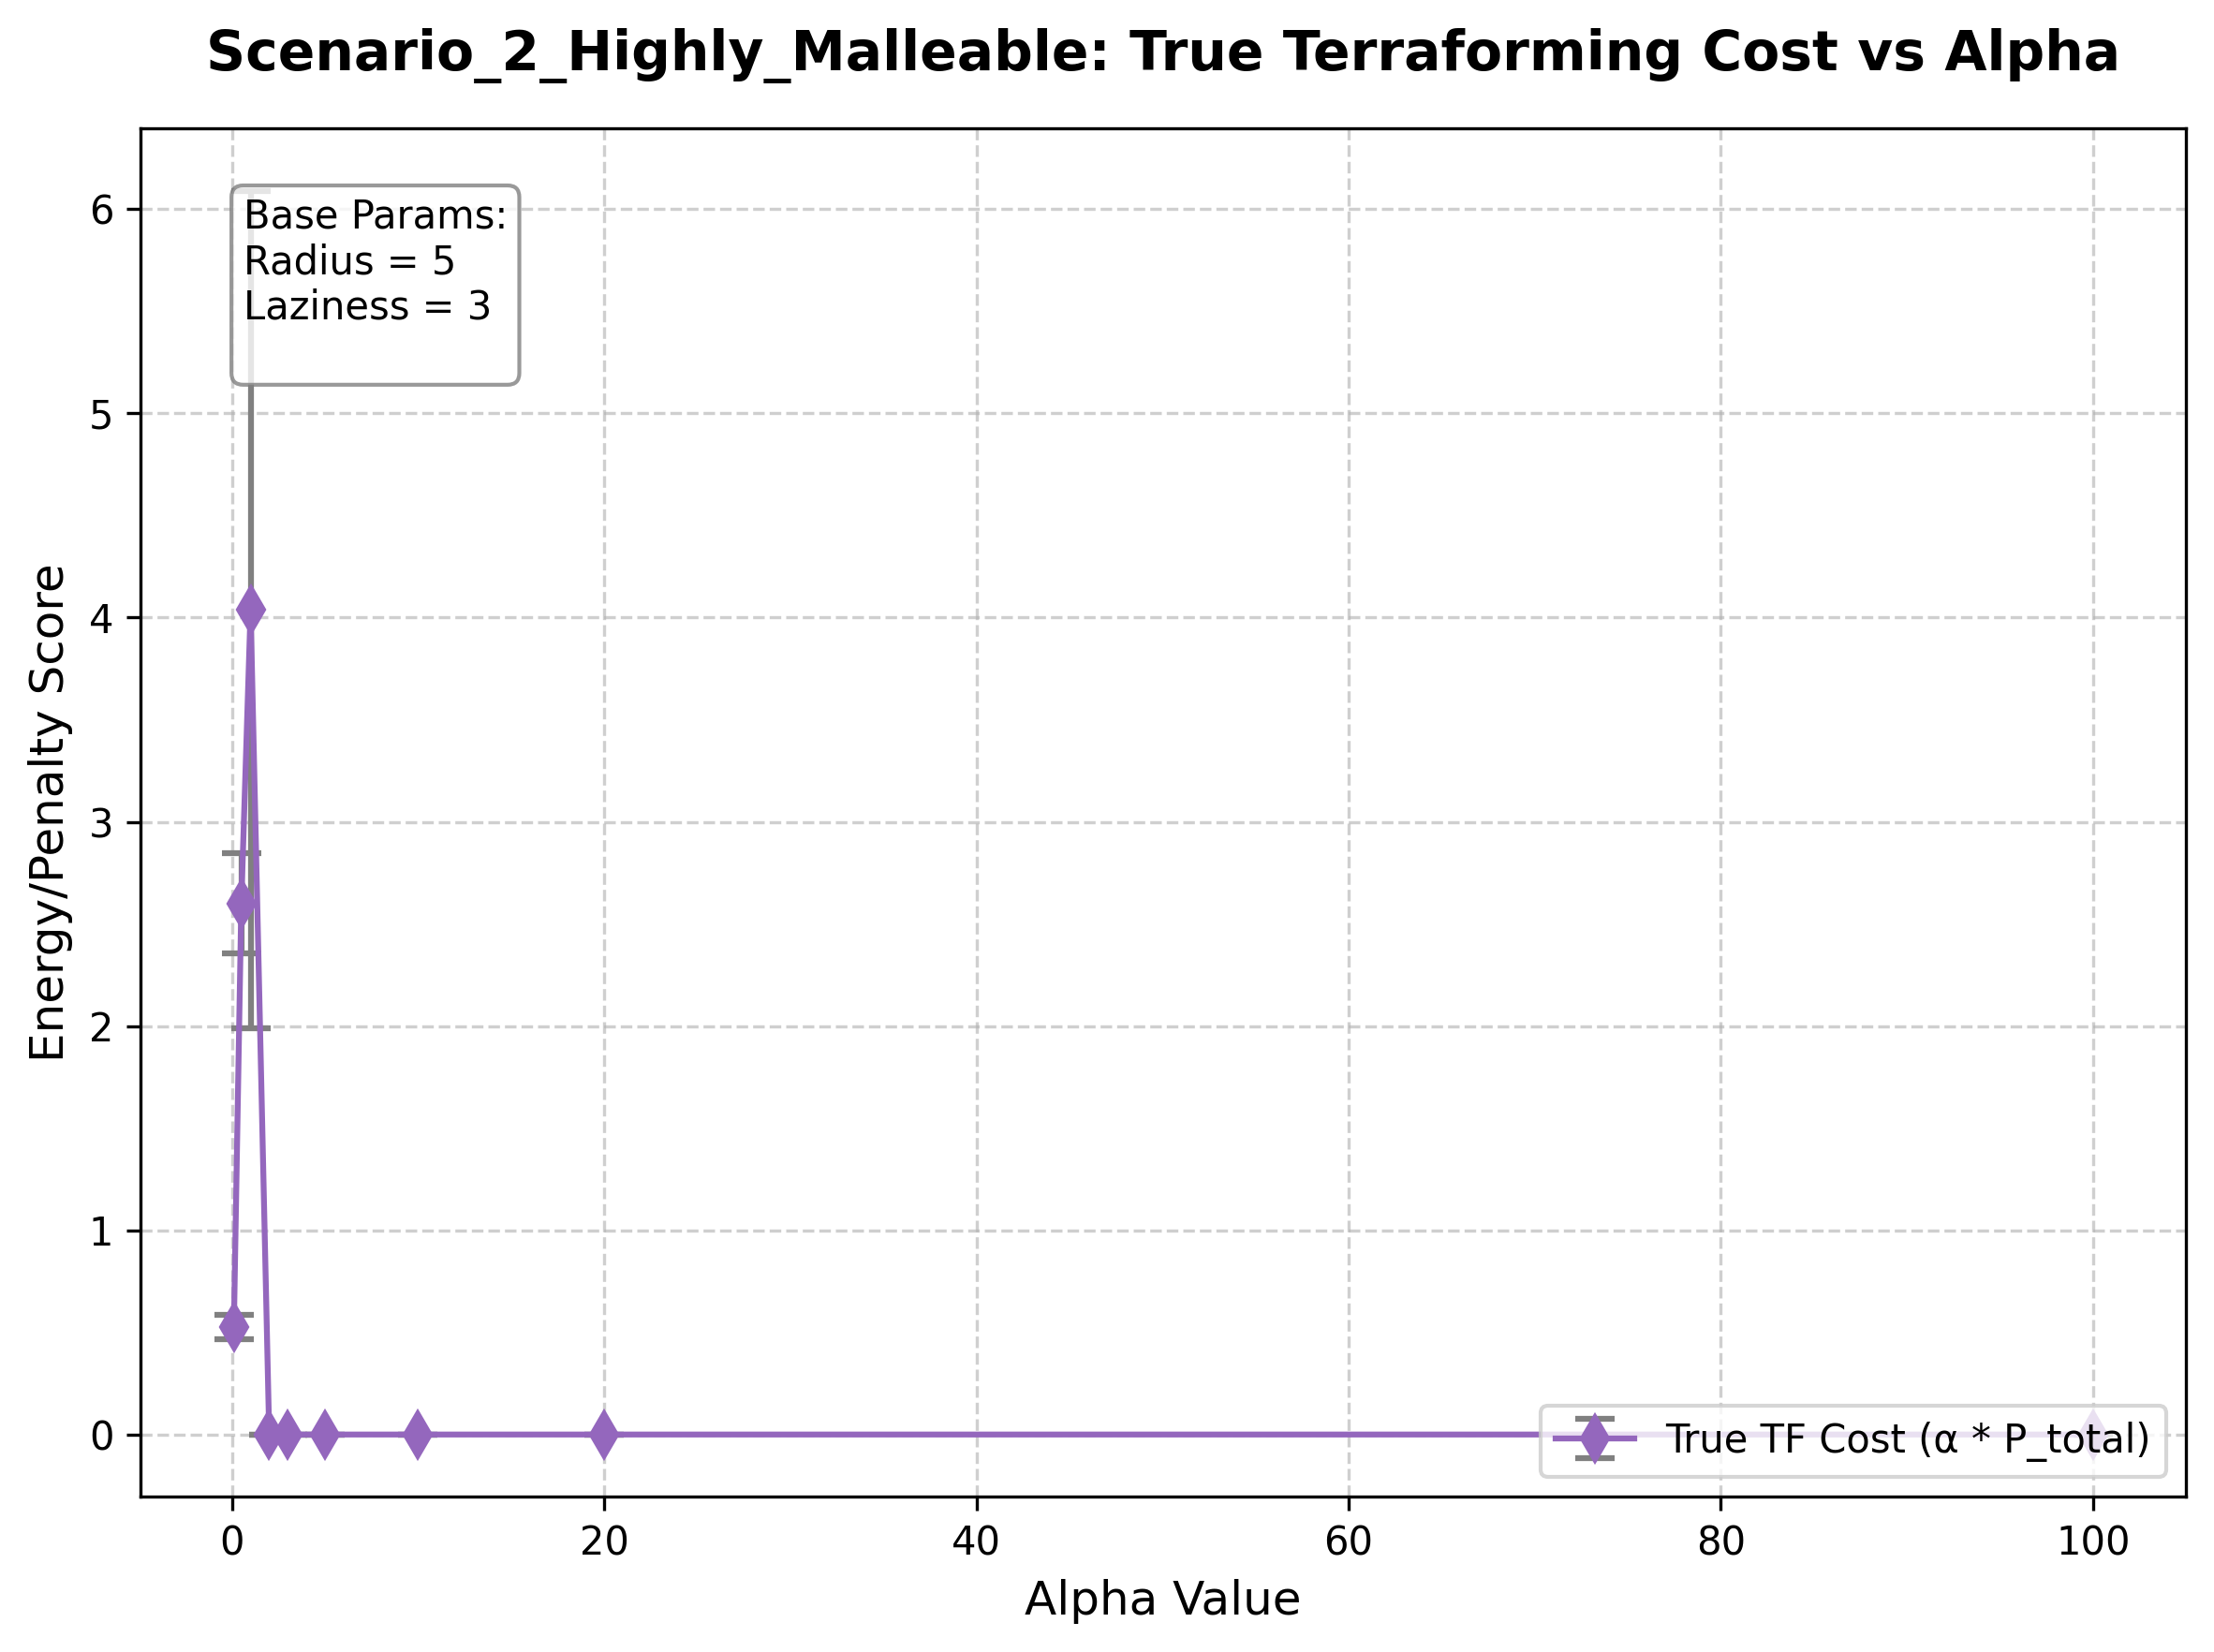 Scenario_2_Highly_Malleable: True Terraforming Cost vs Alpha
Energy/Penalty Score
6
5
4
3
2
1
0
Base Params:
Radius = 5
Laziness = 3
True TF Cost (α * P_total)
0 20 40 60 80 100
Alpha Value